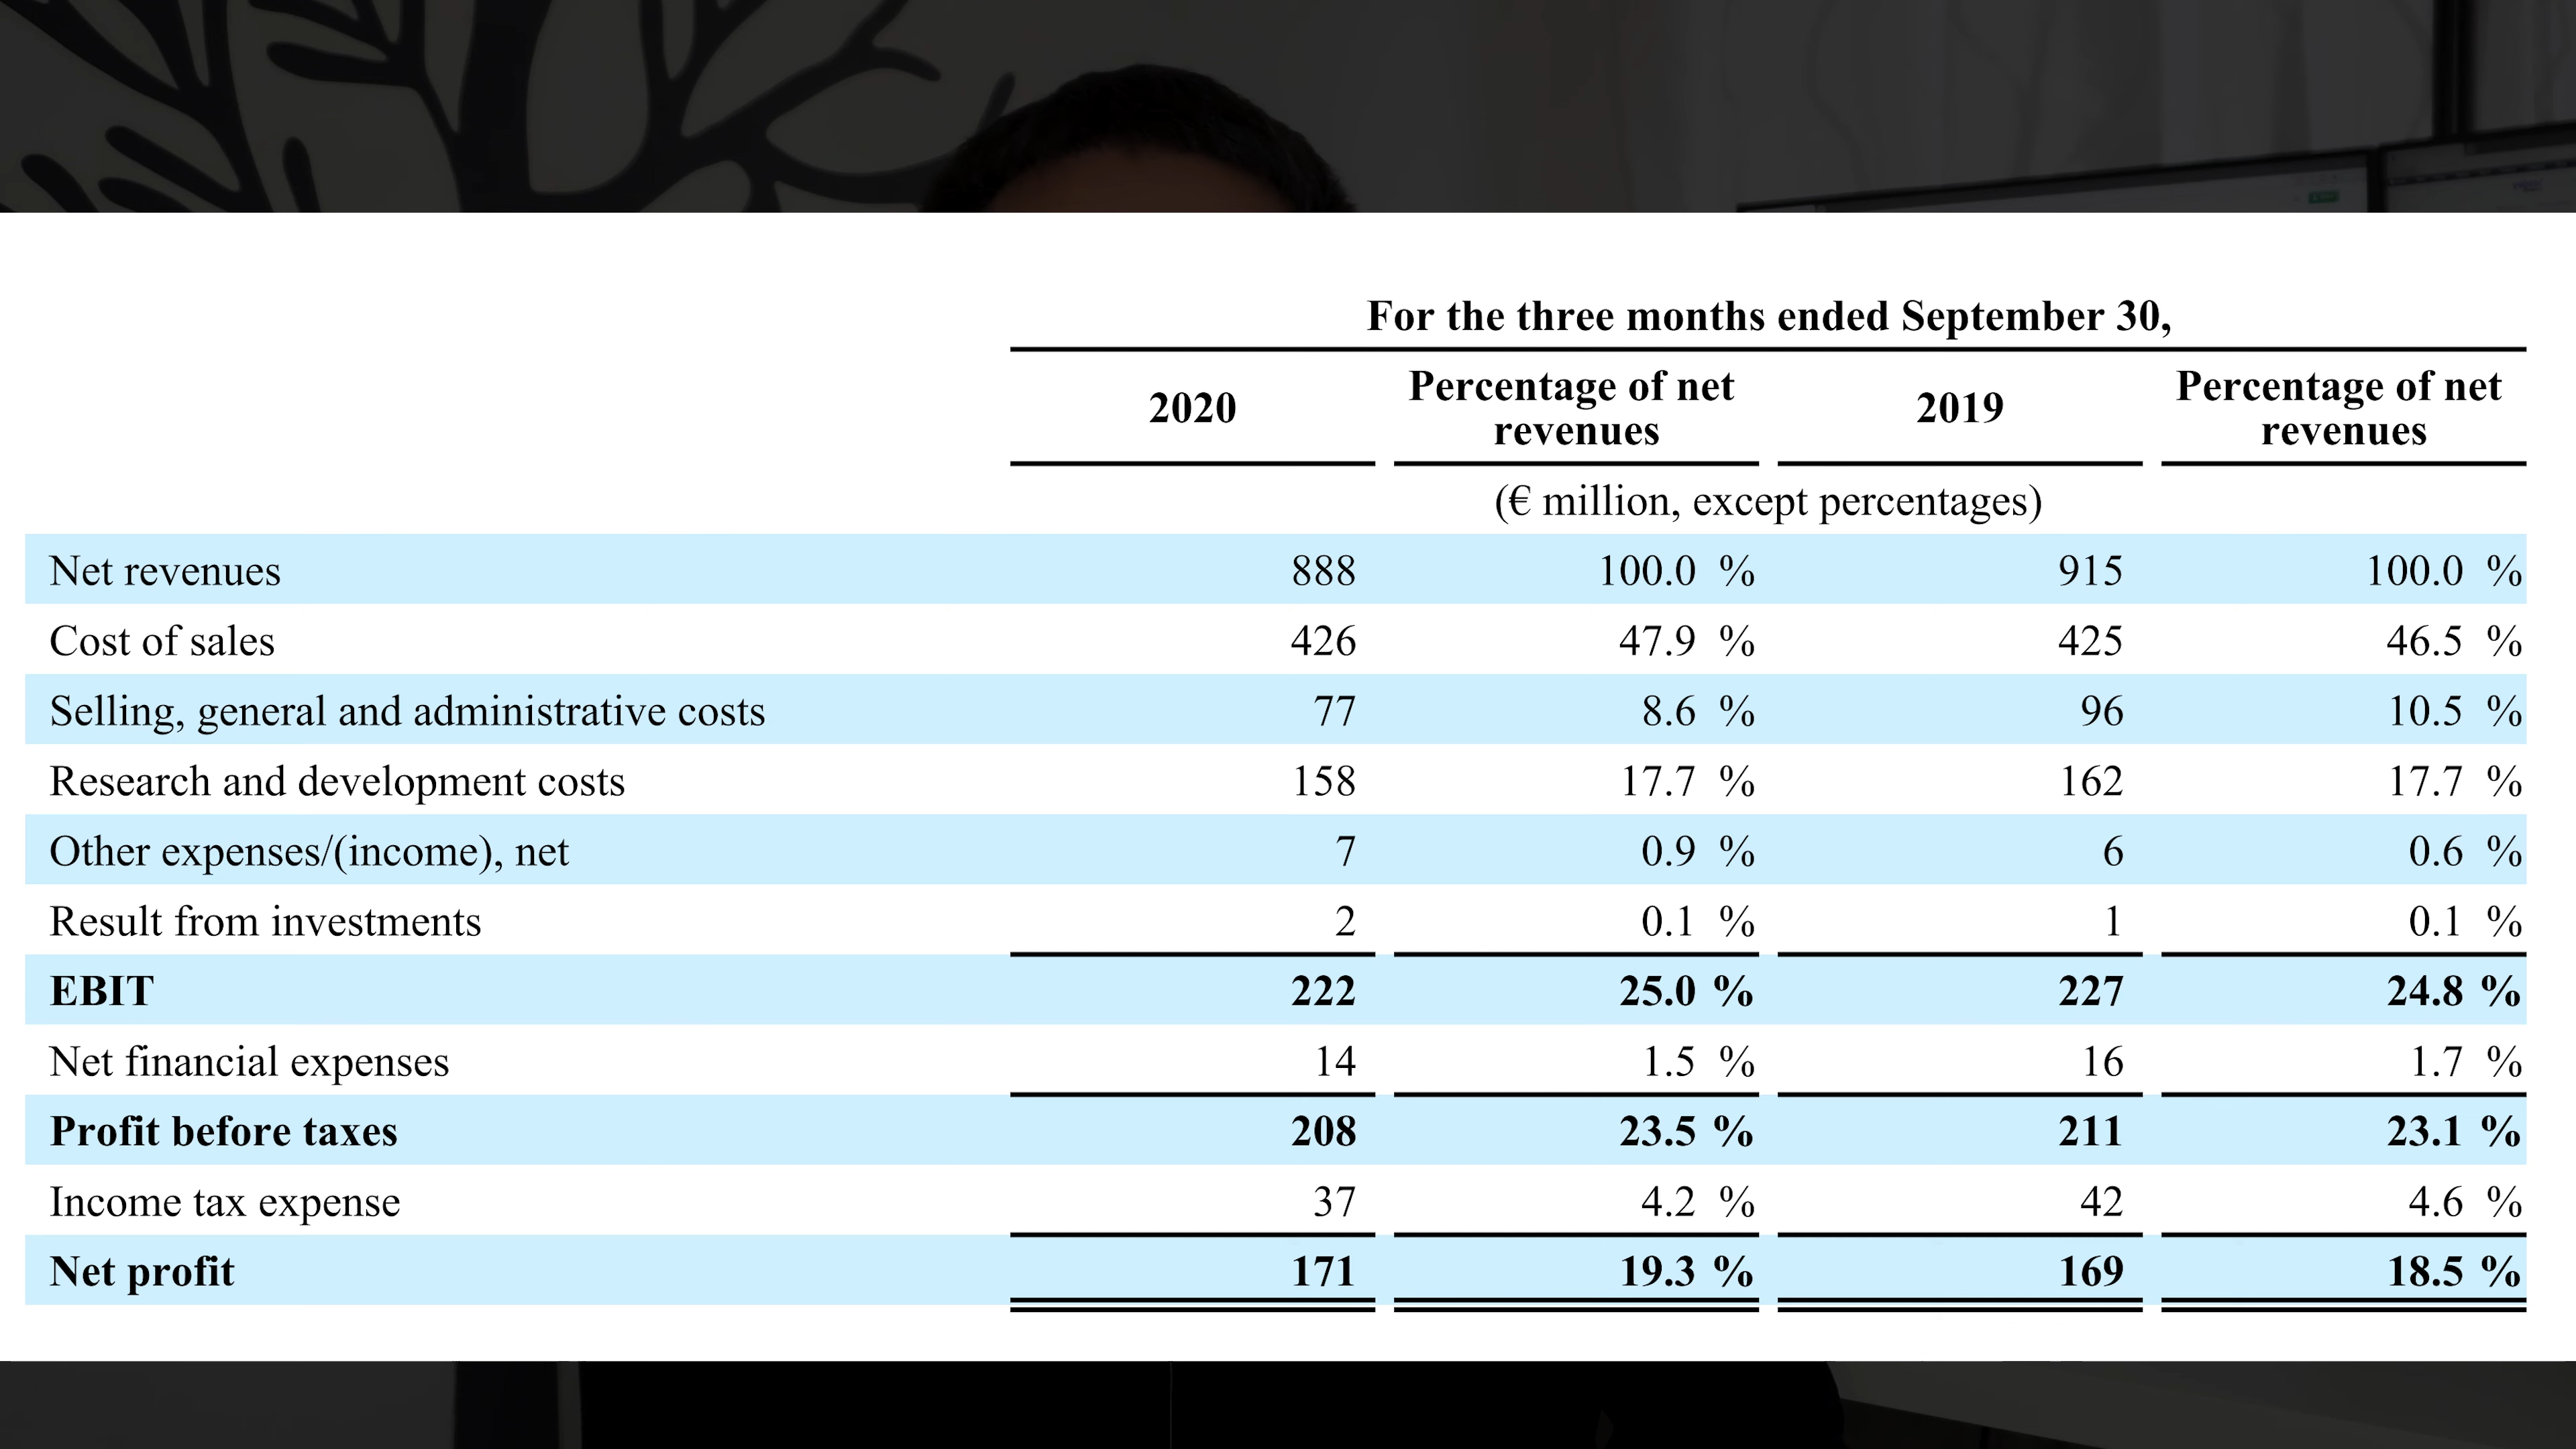 For the three months ended September 30,
2020 Percentage of net revenues 2019 Percentage of net revenues
(€ million, except percentages)
Net revenues 888 100.0 % 915 100.0 %
Cost of sales 426 47.9 % 425 46.5 %
Selling, general and administrative costs 77 8.6 % 96 10.5 %
Research and development costs 158 17.7 % 162 17.7 %
Other expenses/(income), net 7 0.9 % 6 0.6 %
Result from investments 2 0.1 % 1 0.1 %
EBIT 222 25.0 % 227 24.8 %
Net financial expenses 14 1.5 % 16 1.7 %
Profit before taxes 208 23.5 % 211 23.1 %
Income tax expense 37 4.2 % 42 4.6 %
Net profit 171 19.3 % 169 18.5 %